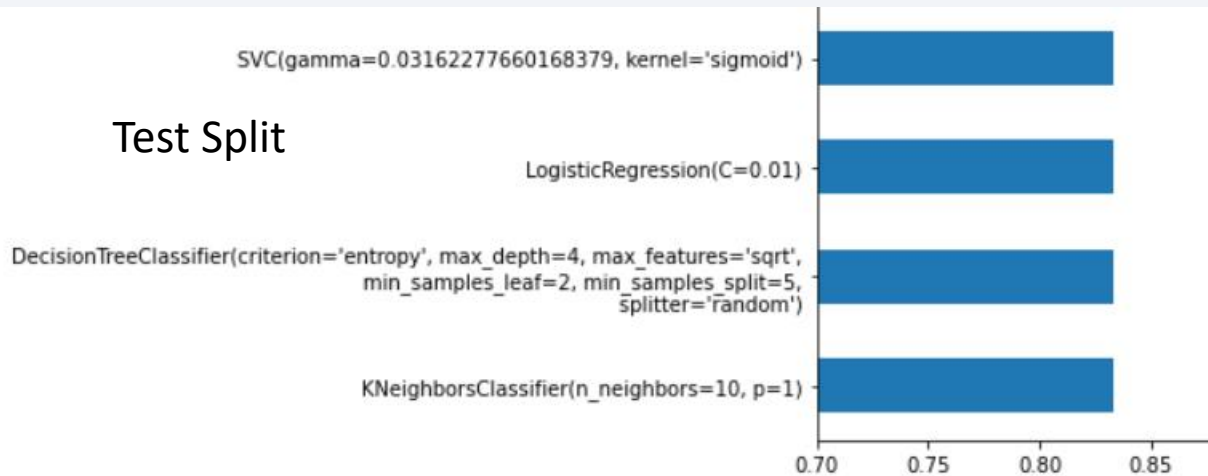 SVC(gamma=0.03162277660168379, kernel='sigmoid')
Test Split
LogisticRegression(C=0.01)
DecisionTreeClassifier(criterion='entropy', max_depth=4, max_features='sqrt',
min_samples_leaf=2, min_samples_split=5,
splitter='random')
KNeighborsClassifier(n_neighbors=10, p=1)
0.70 0.75 0.80 0.85